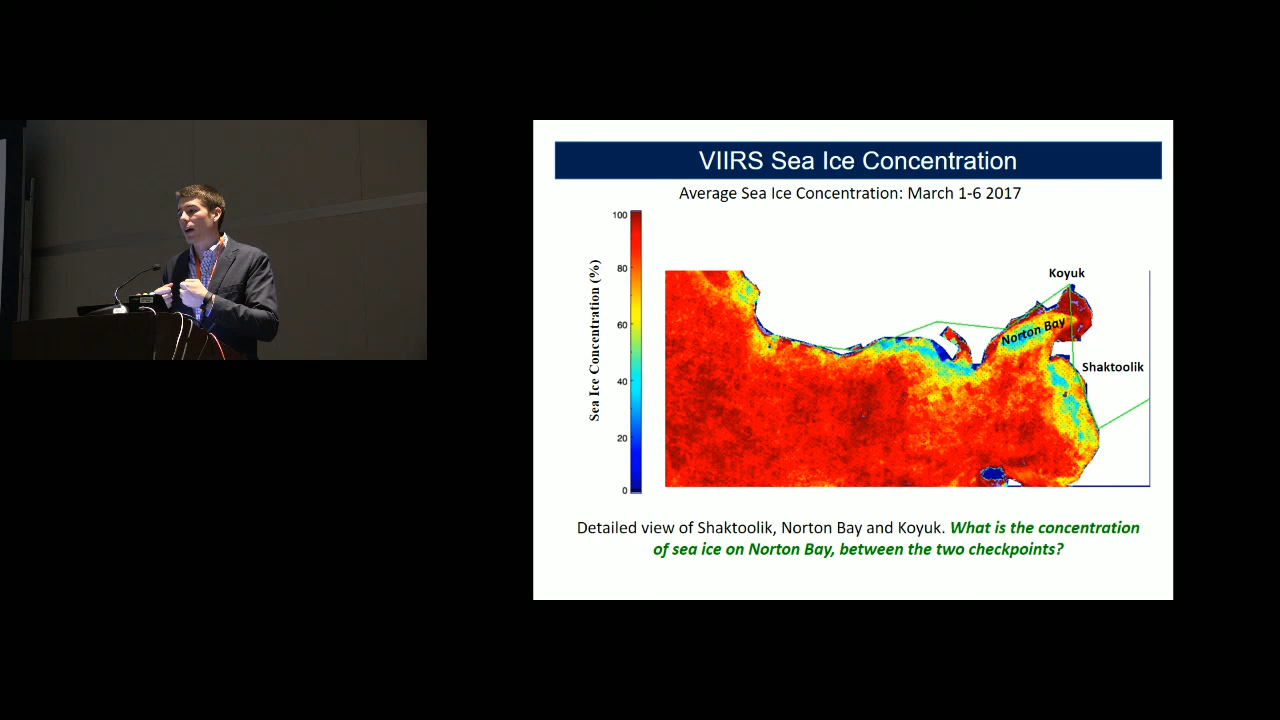 VIIRS Sea Ice Concentration
Average Sea Ice Concentration: March 1-6 2017
100
80
60
40
20
0
Sea Ice Concentration (%)
Koyuk
Norton Bay
Shaktoolik
Detailed view of Shaktoolik, Norton Bay and Koyuk. What is the concentration
of sea ice on Norton Bay, between the two checkpoints?